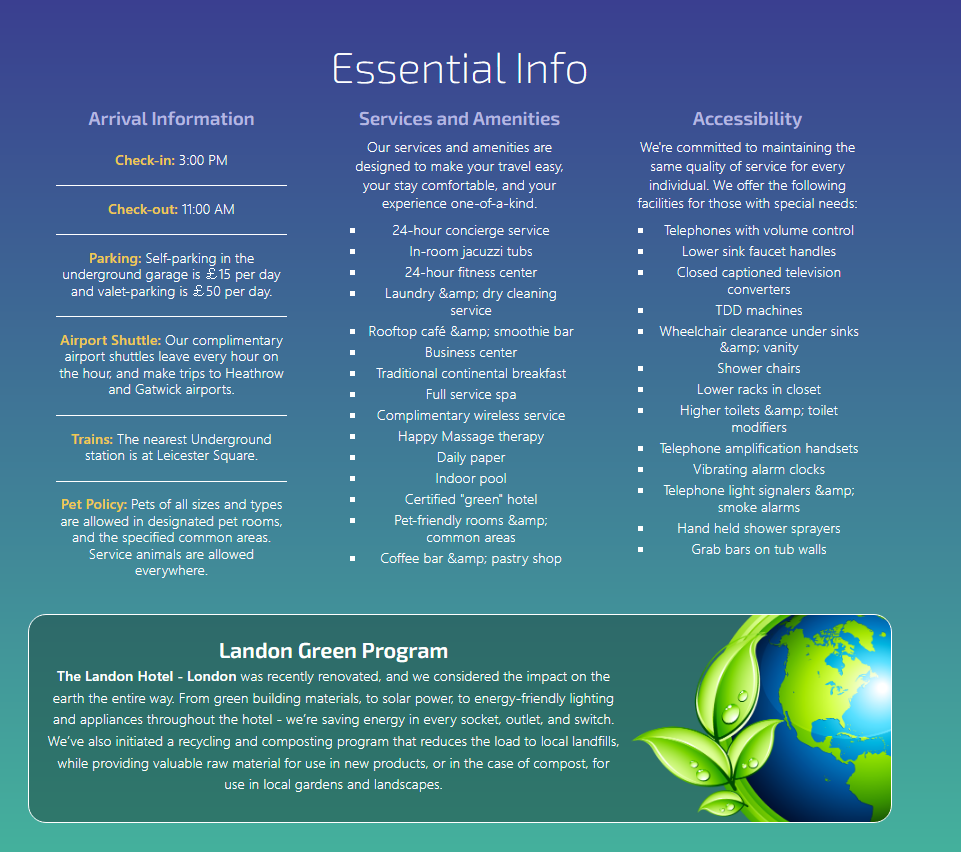 Essential Info
Arrival Information
Check-in: 3:00 PM
Check-out: 11:00 AM
Parking: Self-parking in the
underground garage is £15 per day
and valet-parking is £50 per day.
Airport Shuttle: Our complimentary
airport shuttles leave every hour on
the hour, and make trips to Heathrow
and Gatwick airports.
Trains: The nearest Underground
station is at Leicester Square.
Pet Policy: Pets of all sizes and types
are allowed in designated pet rooms,
and the specified common areas.
Service animals are allowed
everywhere.
Services and Amenities
Our services and amenities are
designed to make your travel easy,
your stay comfortable, and your
experience one-of-a-kind.
24-hour concierge service
In-room jacuzzi tubs
24-hour fitness center
Laundry &amp; dry cleaning
service
Rooftop café &amp; smoothie bar
Business center
Traditional continental breakfast
Full service spa
Complimentary wireless service
Happy Massage therapy
Daily paper
Indoor pool
Certified "green" hotel
Pet-friendly rooms &amp;
common areas
Coffee bar &amp; pastry shop
Accessibility
We're committed to maintaining the
same quality of service for every
individual. We offer the following
facilities for those with special needs:
Telephones with volume control
Lower sink faucet handles
Closed captioned television
converters
TDD machines
Wheelchair clearance under sinks
&amp; vanity
Shower chairs
Lower racks in closet
Higher toilets &amp; toilet
modifiers
Telephone amplification handsets
Vibrating alarm clocks
Telephone light signalers &amp;
smoke alarms
Hand held shower sprayers
Grab bars on tub walls
Landon Green Program
The Landon Hotel - London was recently renovated, and we considered the impact on the
earth the entire way. From green building materials, to solar power, to energy-friendly lighting
and appliances throughout the hotel - we're saving energy in every socket, outlet, and switch.
We've also initiated a recycling and composting program that reduces the load to local landfills,
while providing valuable raw material for use in new products, or in the case of compost, for
use in local gardens and landscapes.